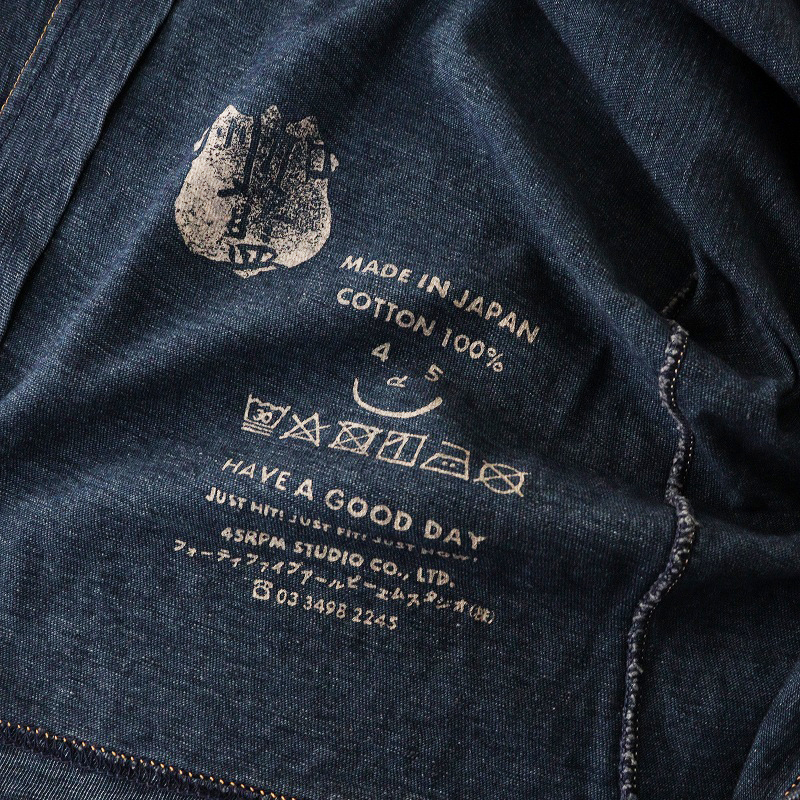 MADE IN JAPAN
COTTON 100%
4 5
30
HAVE A GOOD DAY
JUST HIT! JUST FIT! JUST NOW!
45RPM STUDIO CO., LTD.
フォーティファイブアールピーエムスタジオ(株)
☎03 3498 2245